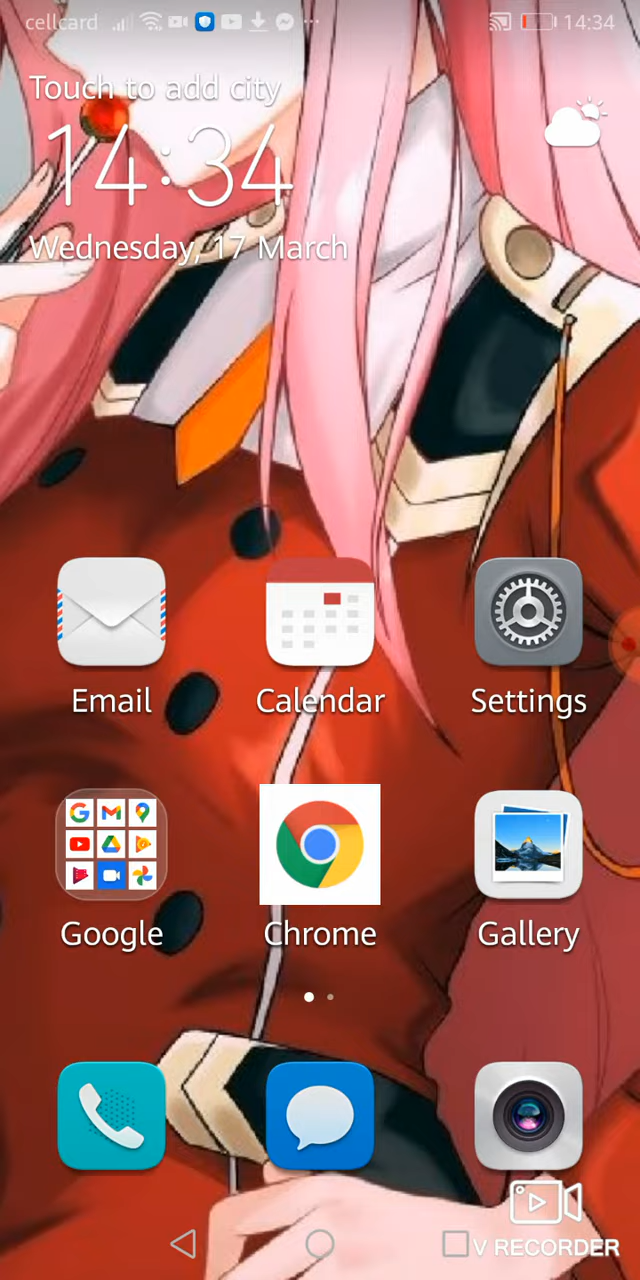 cellcard 14:34
Touch to add city
14:34
Wednesday, 17 March
Email Calendar Settings
Google Chrome Gallery
V RECORDER